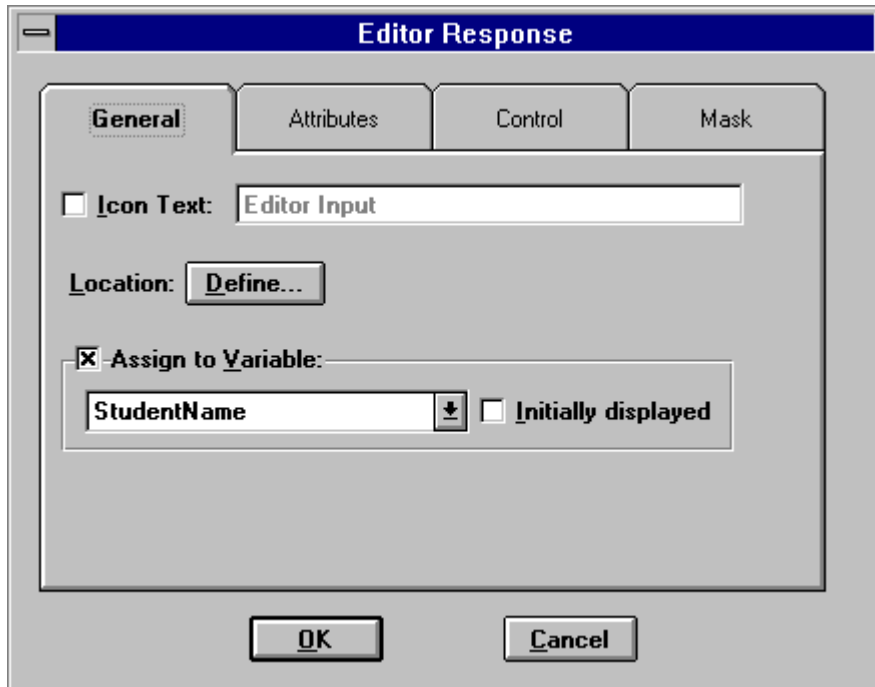 Editor Response
General Attributes Control Mask
Icon Text: Editor Input
Location: Define...
Assign to Variable:
StudentName Initially displayed
OK Cancel